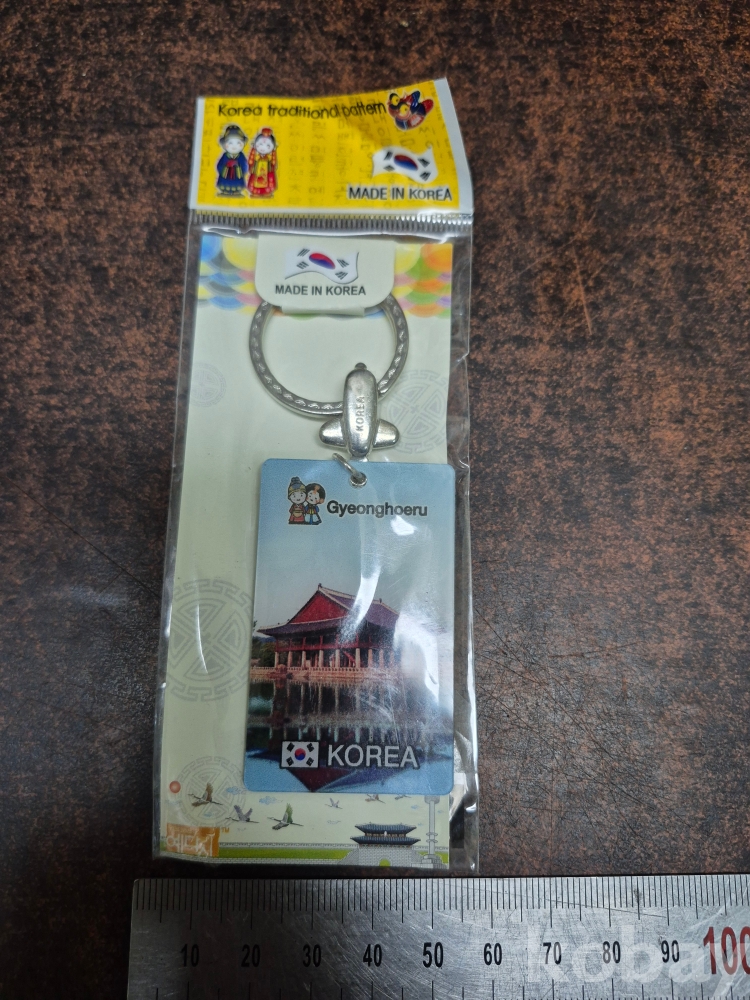 Korea traditional pattern
MADE IN KOREA
MADE IN KOREA
KOREA
Gyeonghoeru
KOREA
10 20 30 40 50 60 70 80 90 100